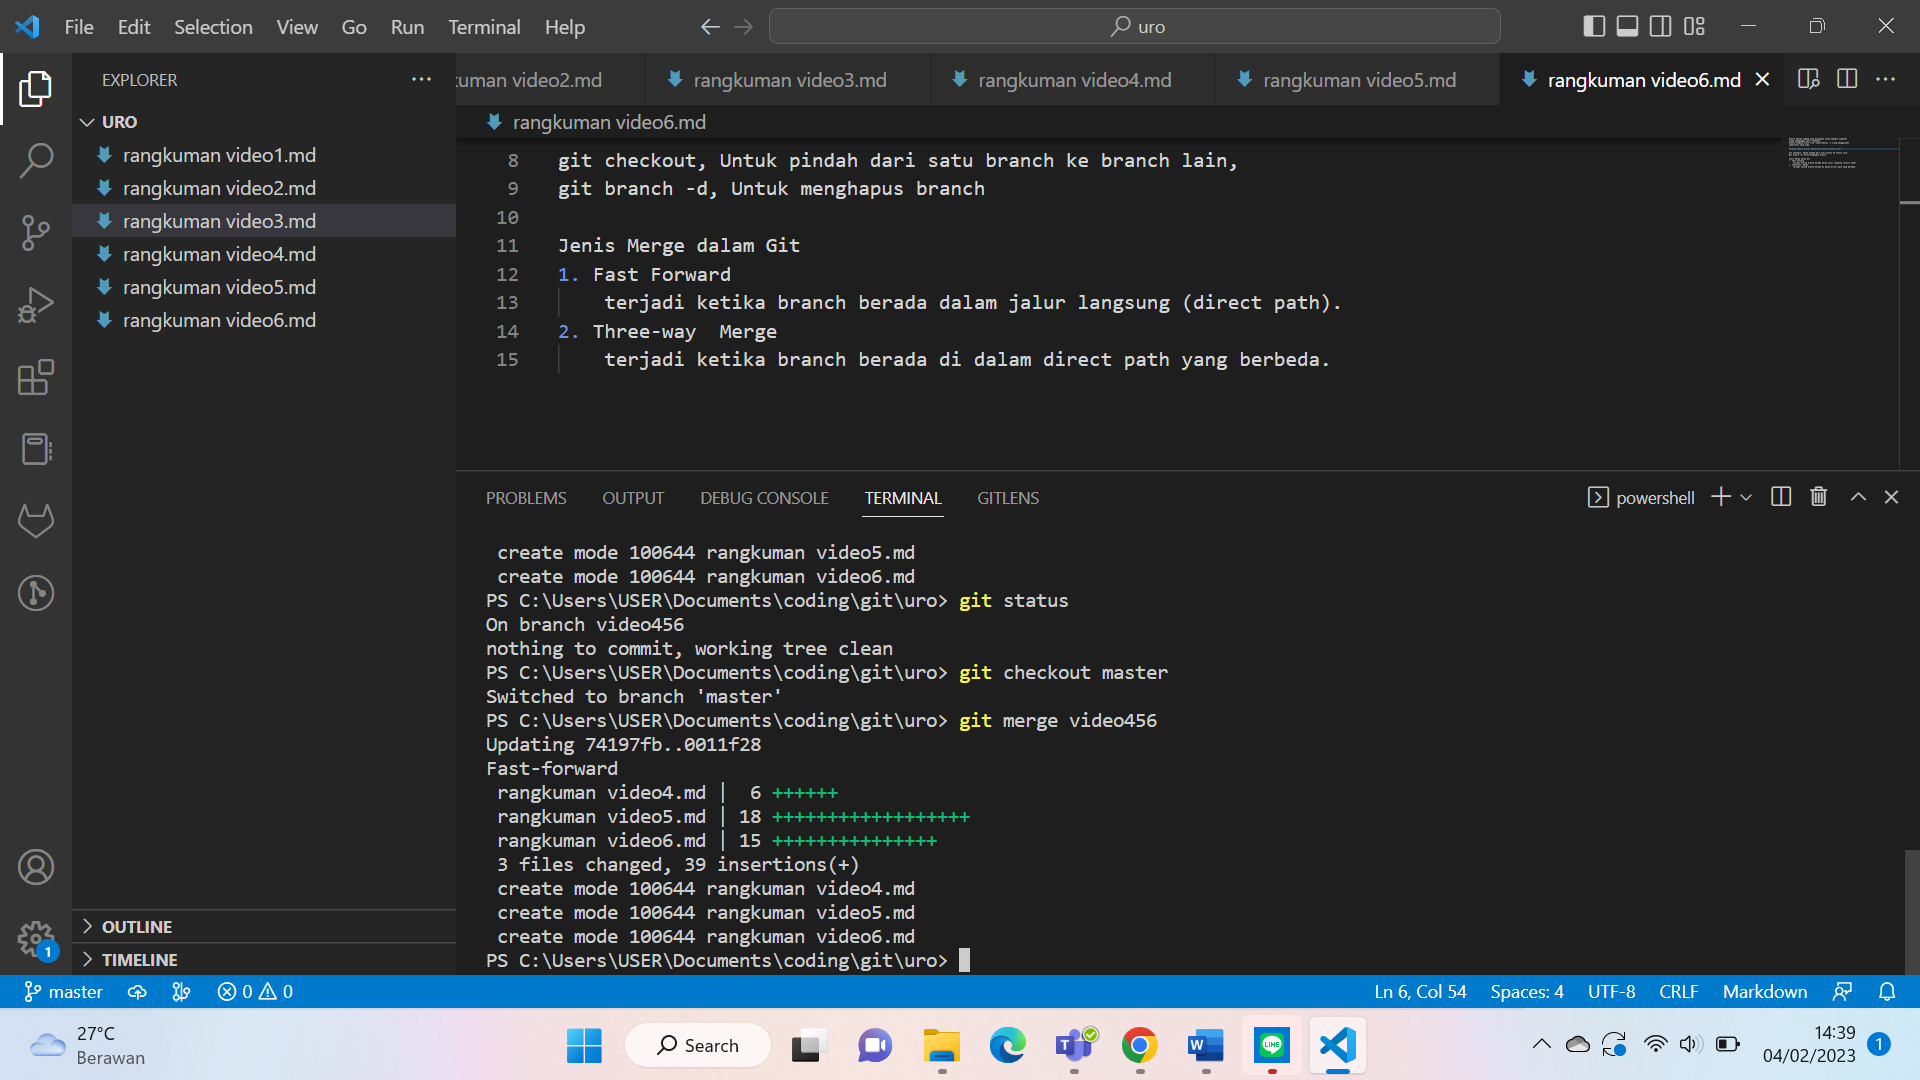 File Edit Selection View Go Run Terminal Help
uro
EXPLORER
kuman video2.md rangkuman video3.md rangkuman video4.md rangkuman video5.md rangkuman video6.md
URO
rangkuman video1.md
rangkuman video2.md
rangkuman video3.md
rangkuman video4.md
rangkuman video5.md
rangkuman video6.md
OUTLINE
TIMELINE
rangkuman video6.md
8 git checkout, Untuk pindah dari satu branch ke branch lain,
9 git branch -d, Untuk menghapus branch
10
11 Jenis Merge dalam Git
12 1. Fast Forward
13 terjadi ketika branch berada dalam jalur langsung (direct path).
14 2. Three-way  Merge
15 terjadi ketika branch berada di dalam direct path yang berbeda.
PROBLEMS OUTPUT DEBUG CONSOLE TERMINAL GITLENS
powershell
create mode 100644 rangkuman video5.md
create mode 100644 rangkuman video6.md
PS C:\Users\USER\Documents\coding\git\uro> git status
On branch video456
nothing to commit, working tree clean
PS C:\Users\USER\Documents\coding\git\uro> git checkout master
Switched to branch 'master'
PS C:\Users\USER\Documents\coding\git\uro> git merge video456
Updating 74197fb..0011f28
Fast-forward
rangkuman video4.md |  6 ++++++
rangkuman video5.md | 18 ++++++++++++++++++
rangkuman video6.md | 15 +++++++++++++++
3 files changed, 39 insertions(+)
create mode 100644 rangkuman video4.md
create mode 100644 rangkuman video5.md
create mode 100644 rangkuman video6.md
PS C:\Users\USER\Documents\coding\git\uro>
1
master 0 0 Ln 6, Col 54 Spaces: 4 UTF-8 CRLF Markdown
27°C
Berawan
Search
T
W
LINE
14:39
04/02/2023
1